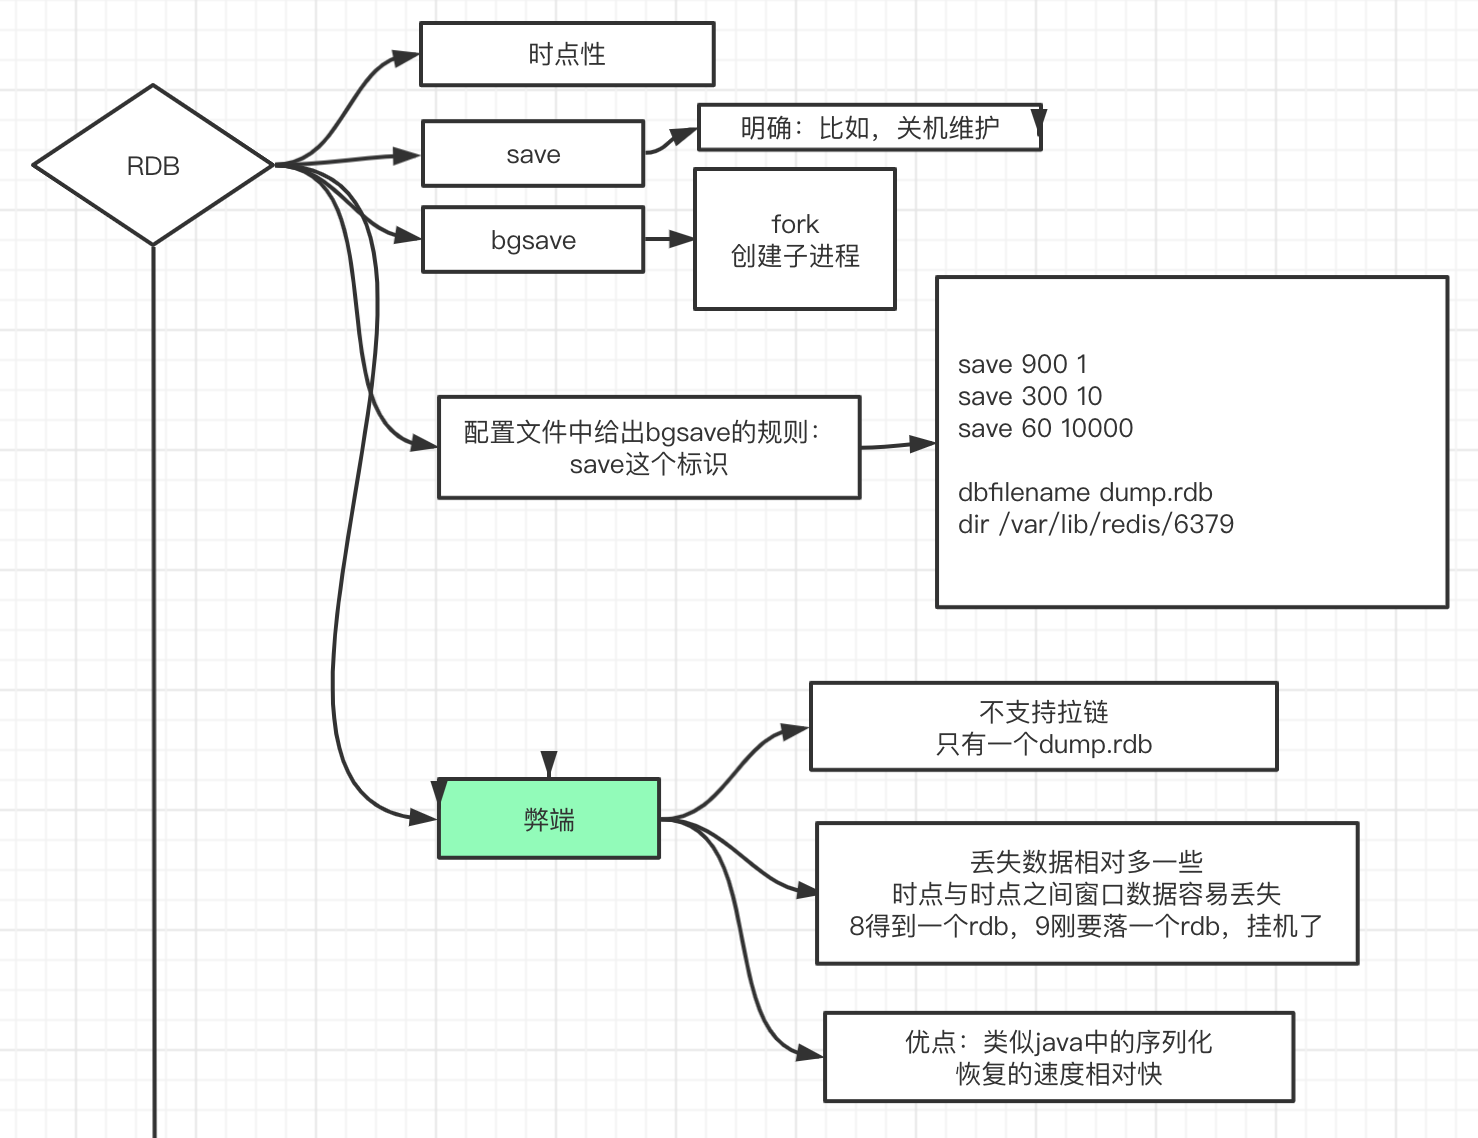 RDB
时点性
save
明确：比如，关机维护
bgsave
fork
创建子进程
配置文件中给出bgsave的规则：
save这个标识
save 900 1
save 300 10
save 60 10000
dbfilename dump.rdb
dir /var/lib/redis/6379
弊端
不支持拉链
只有一个dump.rdb
丢失数据相对多一些
时点与时点之间窗口数据容易丢失
8得到一个rdb，9刚要落一个rdb，挂机了
优点：类似java中的序列化
恢复的速度相对快